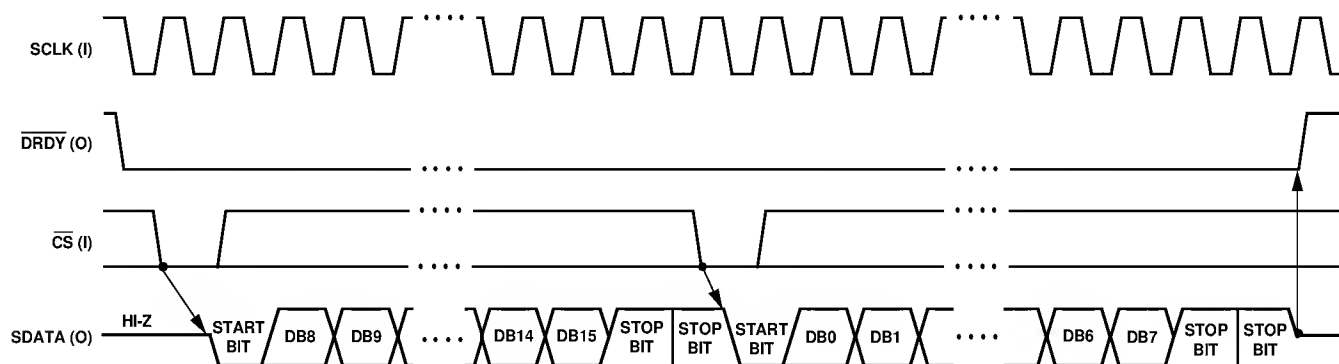 SCLK (I)
DRDY (O)
CS (I)
SDATA (O)
HI-Z
START BIT
DB8
DB9
DB14
DB15
STOP BIT
STOP BIT
START BIT
DB0
DB1
DB6
DB7
STOP BIT
STOP BIT